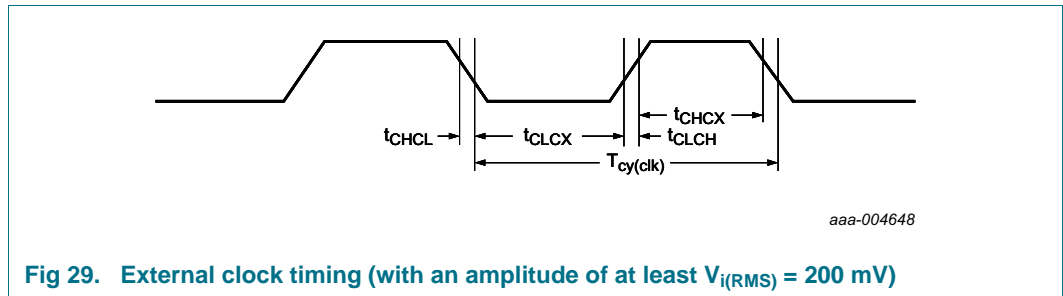 tCHCX
tCHCL tCLCX tCLCH
Tcy(clk)
aaa-004648
Fig 29. External clock timing (with an amplitude of at least Vi(RMS) = 200 mV)